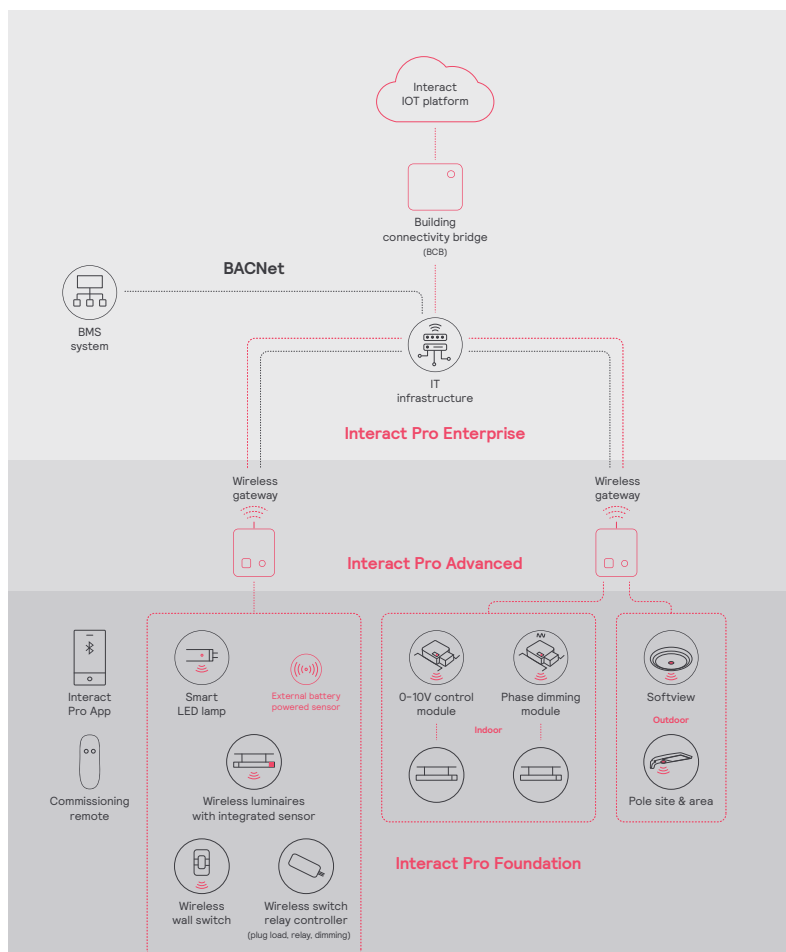 Interact
IOT platform
Building
connectivity bridge
(BCB)
BACNet
BMS
system
IT
infrastructure
Interact Pro Enterprise
Wireless
gateway
Wireless
gateway
Interact Pro Advanced
Interact
Pro App
Smart
LED lamp
External battery
powered sensor
0-10V control
module
Phase dimming
module
Indoor
Softview
Outdoor
Commissioning
remote
Wireless luminaires
with integrated sensor
Pole site & area
Interact Pro Foundation
Wireless
wall switch
Wireless switch
relay controller
(plug load, relay, dimming)